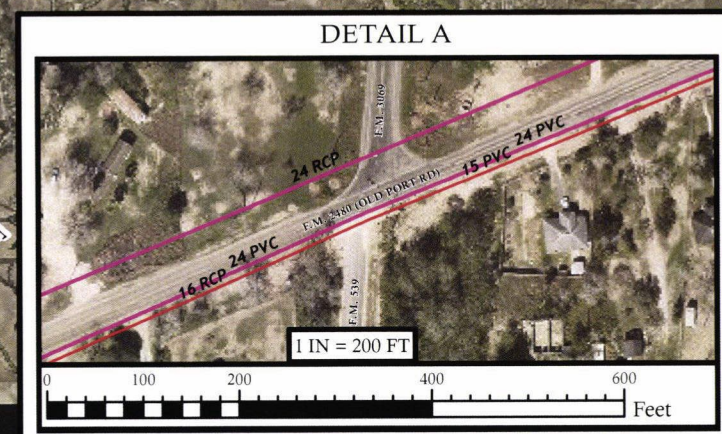 DETAIL A
F.M. 3069
24 RCP
24 PVC
15 PVC
F.M. 2480 (OLD PORT RD)
24 PVC
16 RCP
F.M. 539
1 IN = 200 FT
0 100 200 400 600
Feet